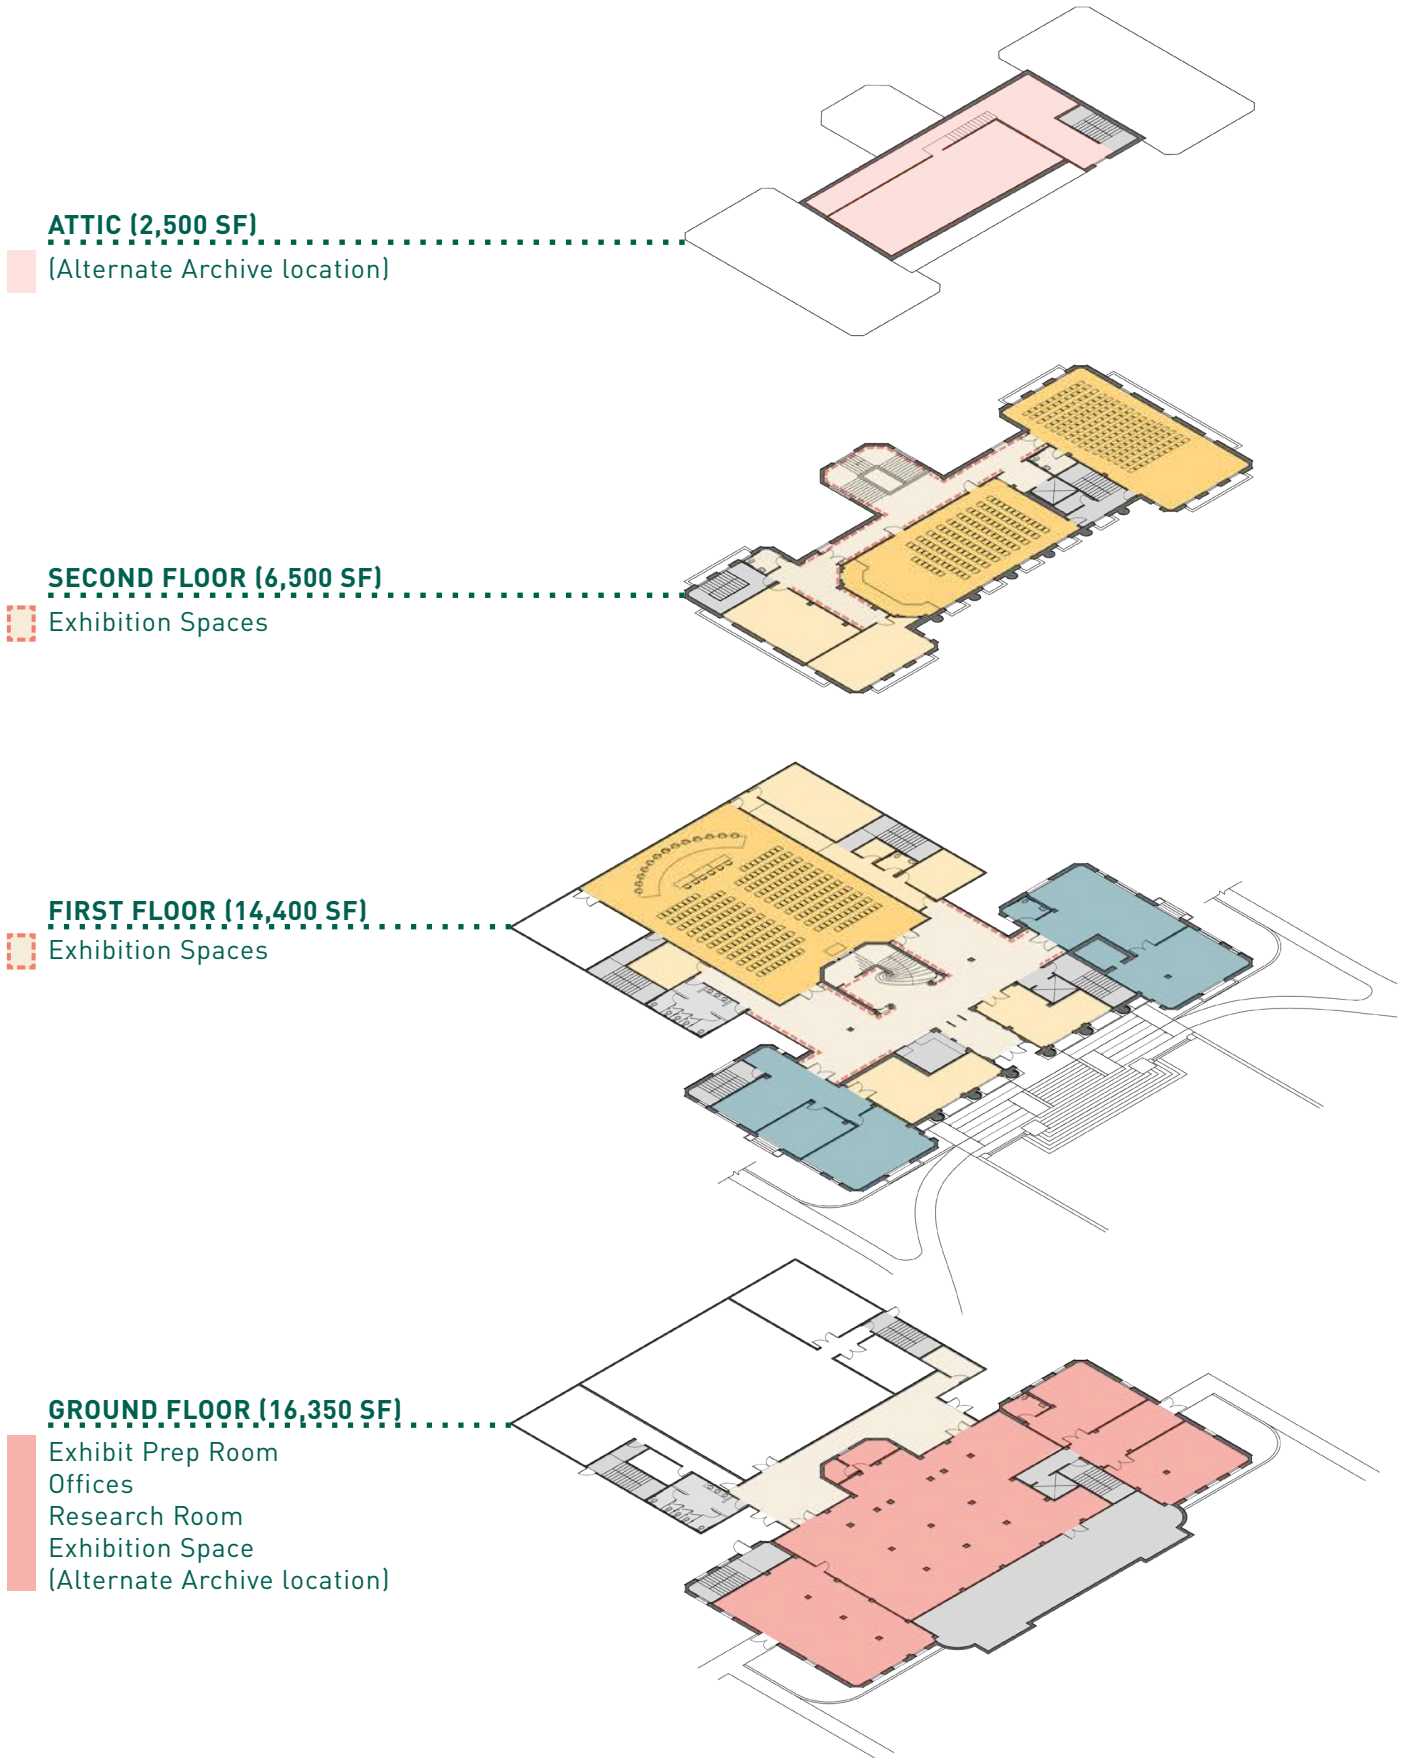 ATTIC (2,500 SF)
(Alternate Archive location)
SECOND FLOOR (6,500 SF)
Exhibition Spaces
FIRST FLOOR (14,400 SF)
Exhibition Spaces
GROUND FLOOR (16,350 SF)
Exhibit Prep Room
Offices
Research Room
Exhibition Space
(Alternate Archive location)